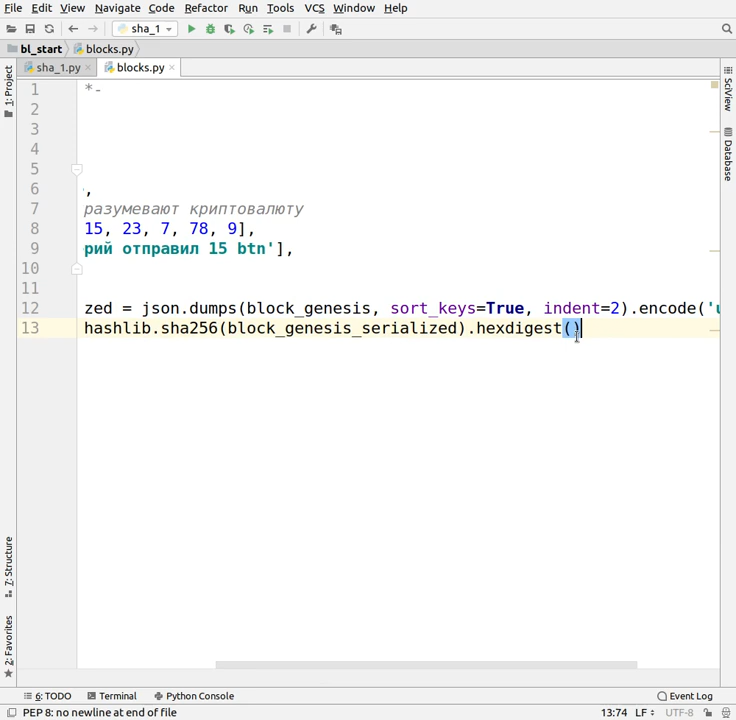 File Edit View Navigate Code Refactor Run Tools VCS Window Help
sha_1
bl_start blocks.py
sha_1.py blocks.py
1: Project
SciView
Database
1 *-
2
3
4
5
6 ',
7 разумевают криптовалюту
8 15, 23, 7, 78, 9],
9 рий отправил 15 btn'],
10
11
12 zed = json.dumps(block_genesis, sort_keys=True, indent=2).encode('u
13 hashlib.sha256(block_genesis_serialized).hexdigest()
7: Structure
2: Favorites
6: TODO Terminal Python Console Event Log
PEP 8: no newline at end of file 13:74 LF UTF-8